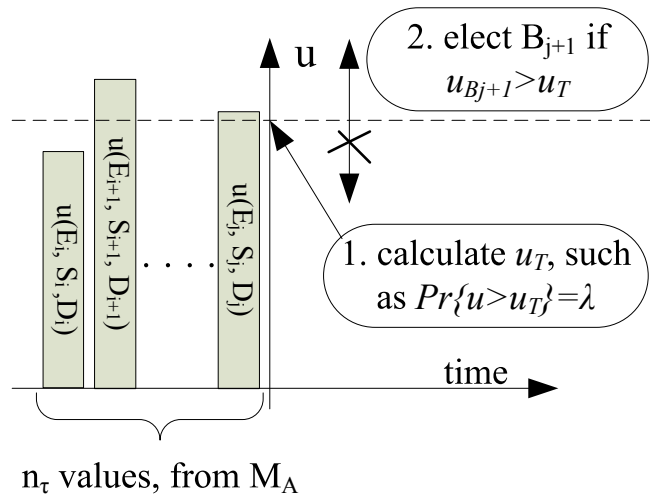 u
2. elect B_{j+1} if
u_{Bj+1}>u_T
u(E_i, S_i ,D_i)
u(E_{i+1}, S_{i+1}, D_{i+1})
. . . . .
u(E_j, S_j, D_j)
1. calculate u_T, such
as Pr{u>u_T}=λ
time
n_τ values, from M_A